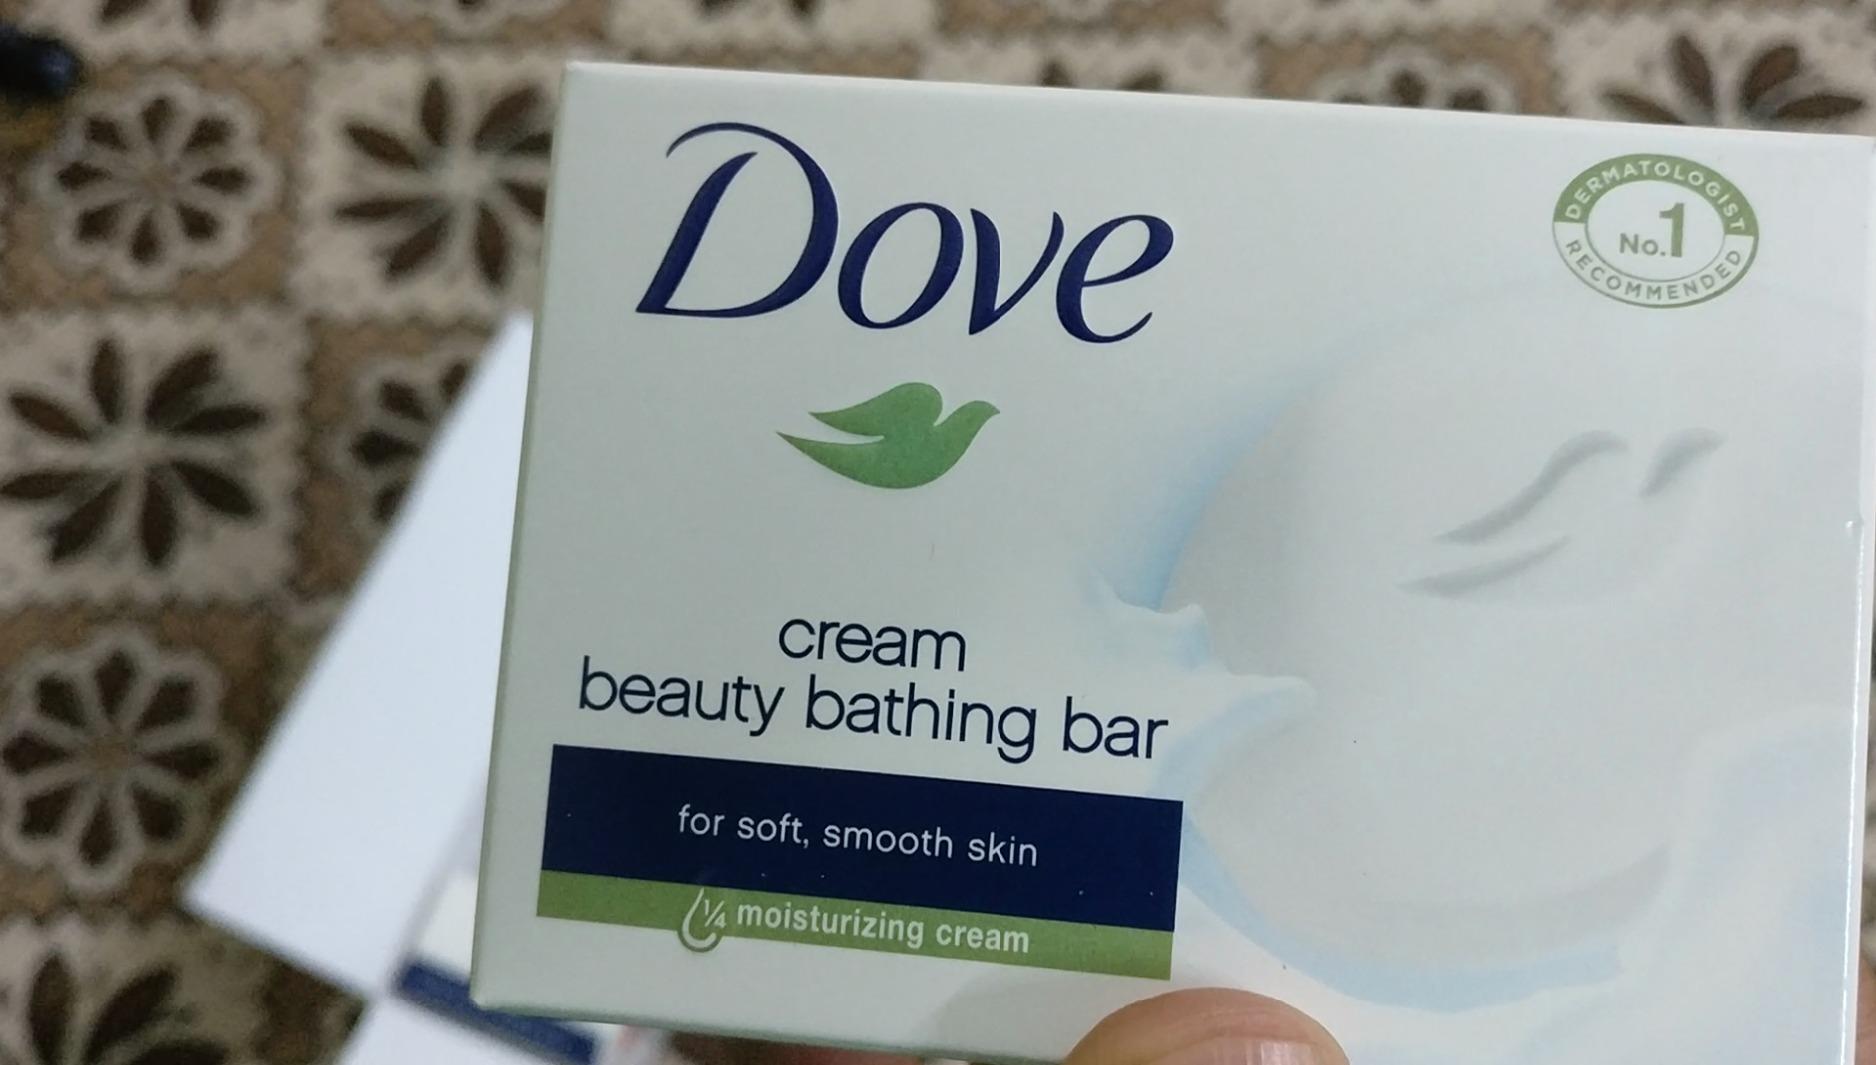 Dove
DERMATOLOGIST
No.1
RECOMMENDED
cream
beauty bathing bar
for soft, smooth skin
1/4 moisturizing cream